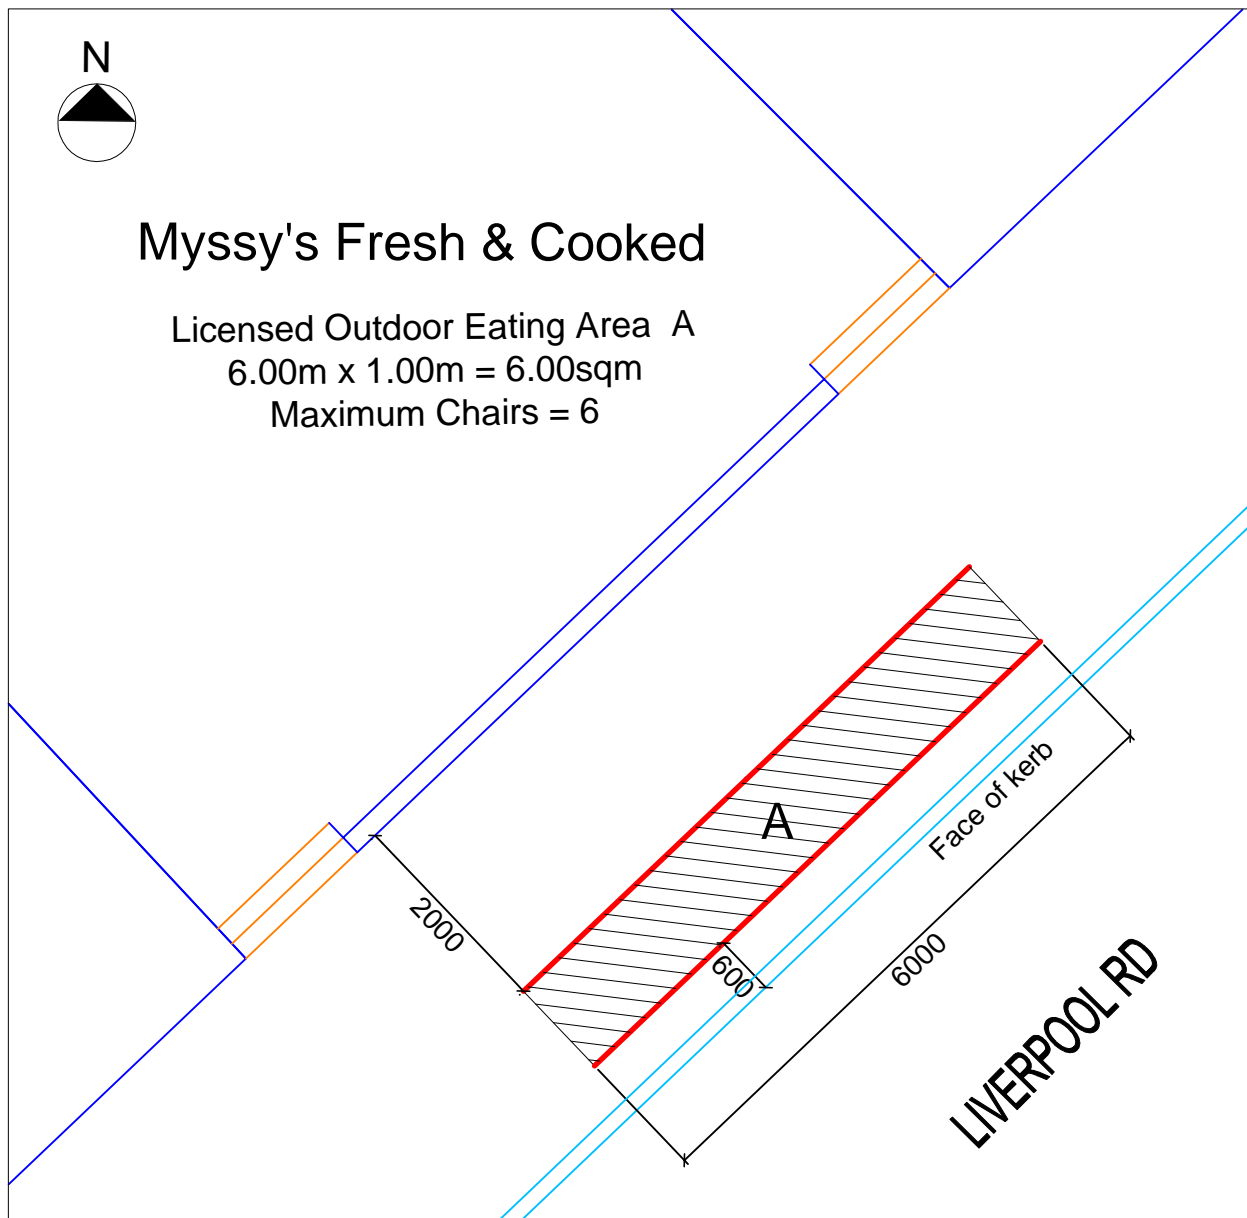 N
Myssy's Fresh & Cooked
Licensed Outdoor Eating Area A
6.00m x 1.00m = 6.00sqm
Maximum Chairs = 6
A
Face of kerb
2000
600
6000
LIVERPOOL RD